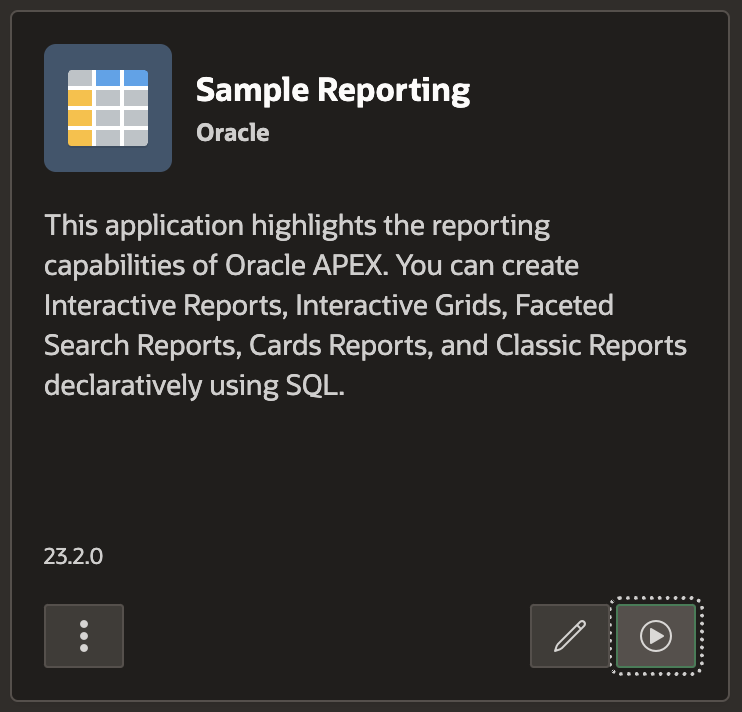 Sample Reporting
Oracle
This application highlights the reporting
capabilities of Oracle APEX. You can create
Interactive Reports, Interactive Grids, Faceted
Search Reports, Cards Reports, and Classic Reports
declaratively using SQL.
23.2.0